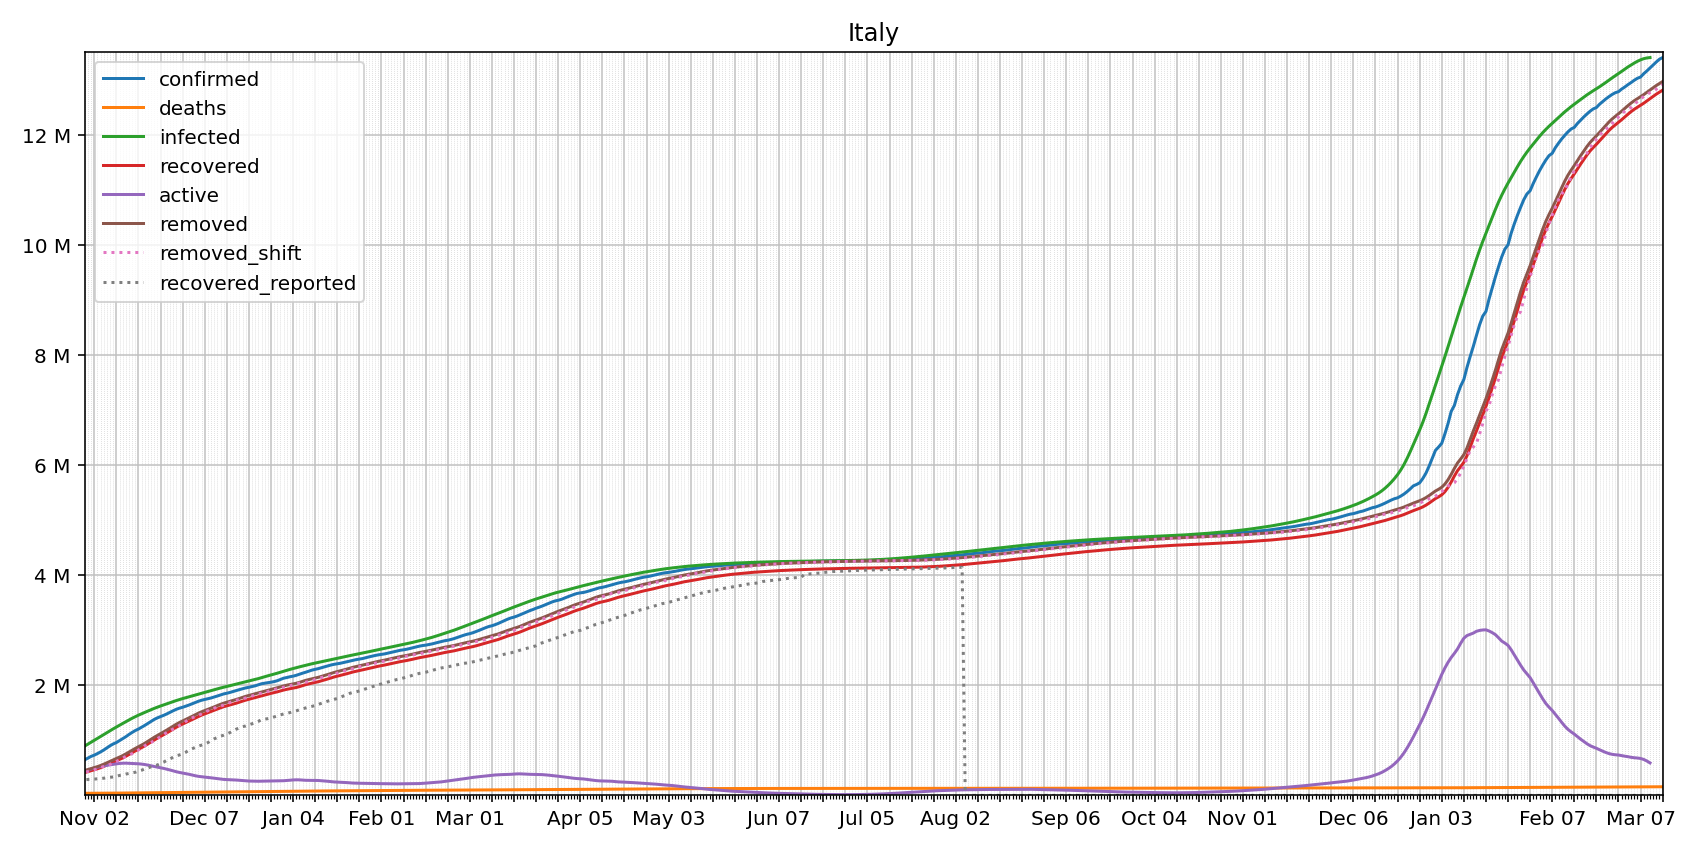 Italy
confirmed
deaths
infected
recovered
active
removed
removed_shift
recovered_reported
12 M
10 M
8 M
6 M
4 M
2 M
Nov 02 Dec 07 Jan 04 Feb 01 Mar 01 Apr 05 May 03 Jun 07 Jul 05 Aug 02 Sep 06 Oct 04 Nov 01 Dec 06 Jan 03 Feb 07 Mar 07